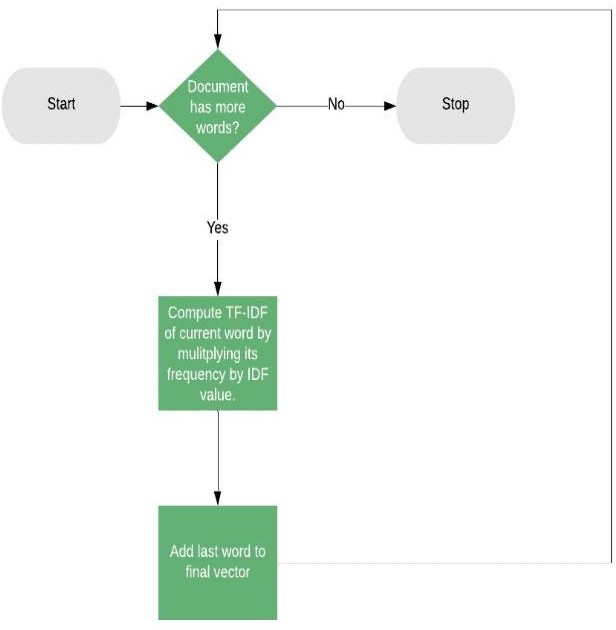 Start
Document
has more
words?
No
Stop
Yes
Compute TF-IDF
of current word by
mulitplying its
frequency by IDF
value.
Add last word to
final vector